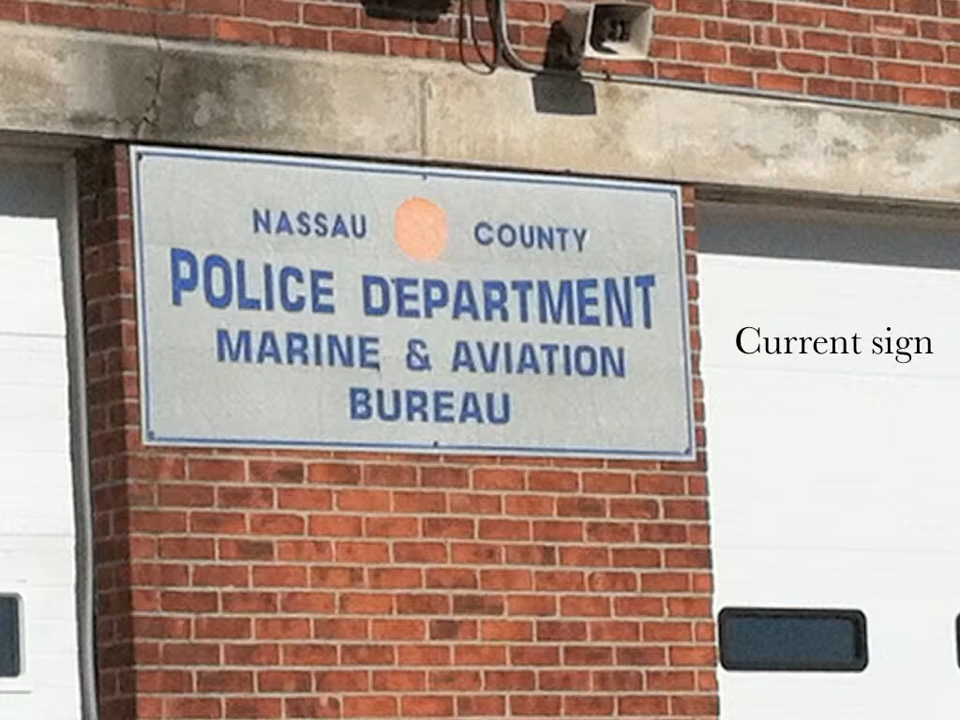 NASSAU COUNTY
POLICE DEPARTMENT
MARINE & AVIATION
BUREAU
Current sign